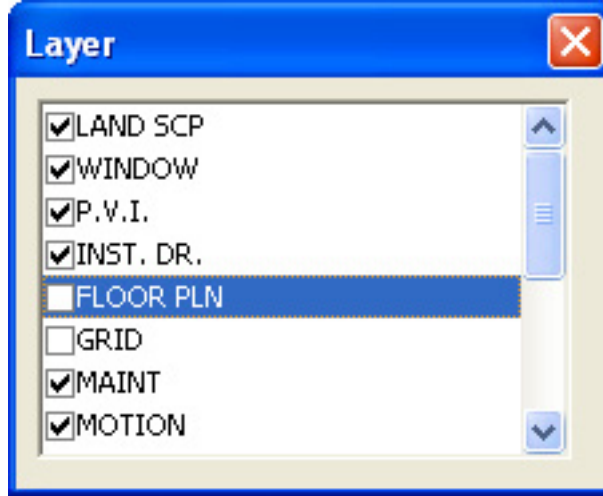 Layer
LAND SCP
WINDOW
P.V.I.
INST. DR.
FLOOR PLN
GRID
MAINT
MOTION